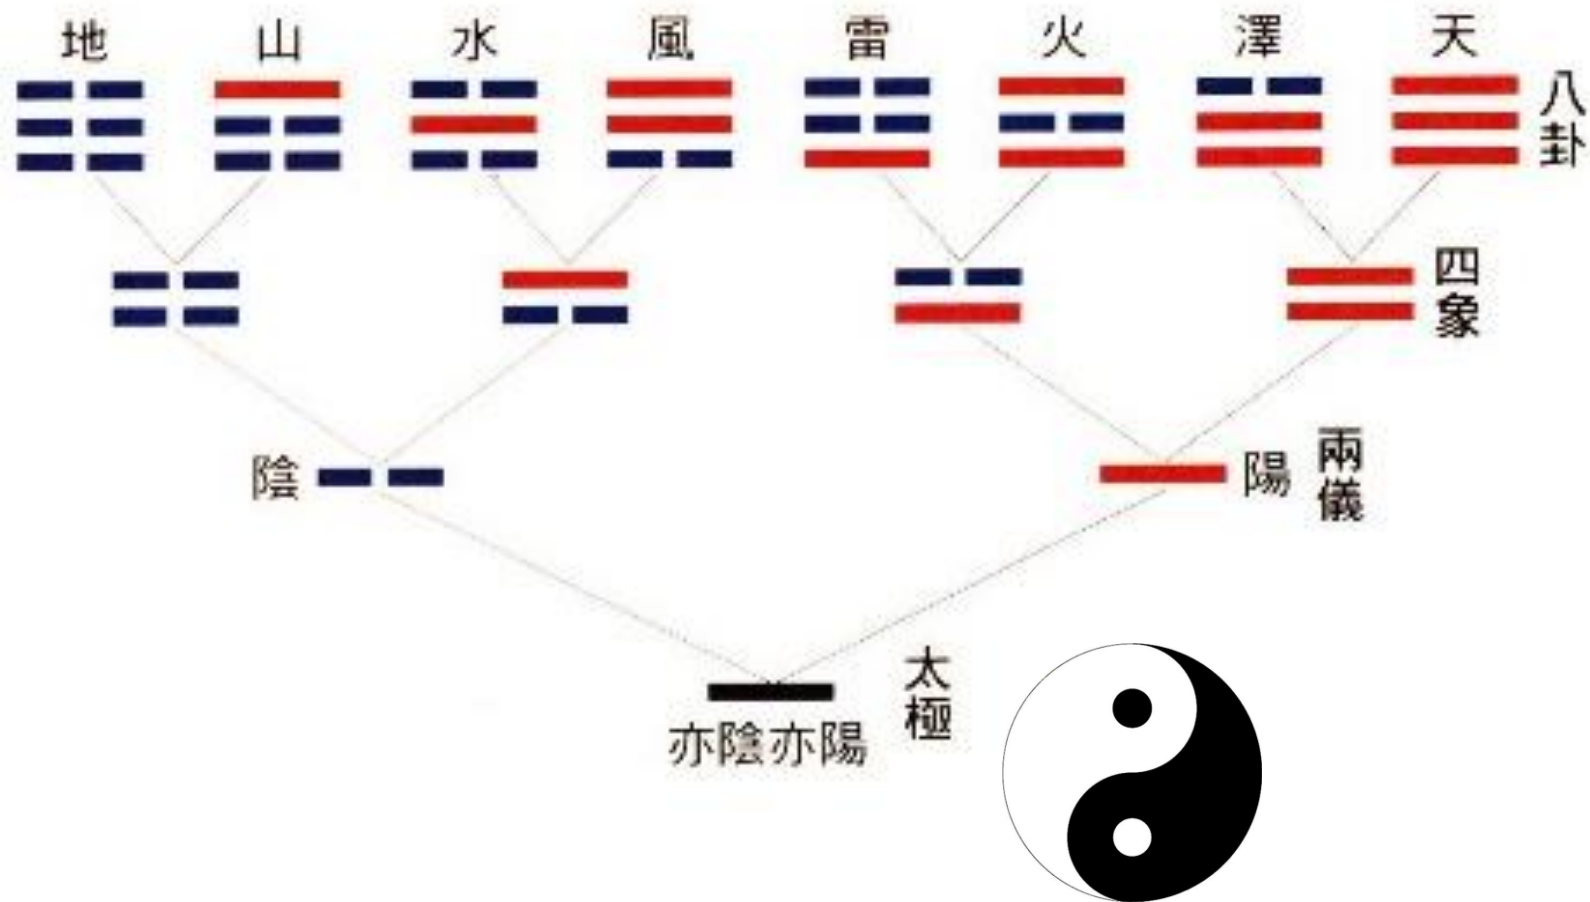 地 山 水 風 雷 火 澤 天
八卦
四象
陰
陽
兩儀
太極
亦陰亦陽